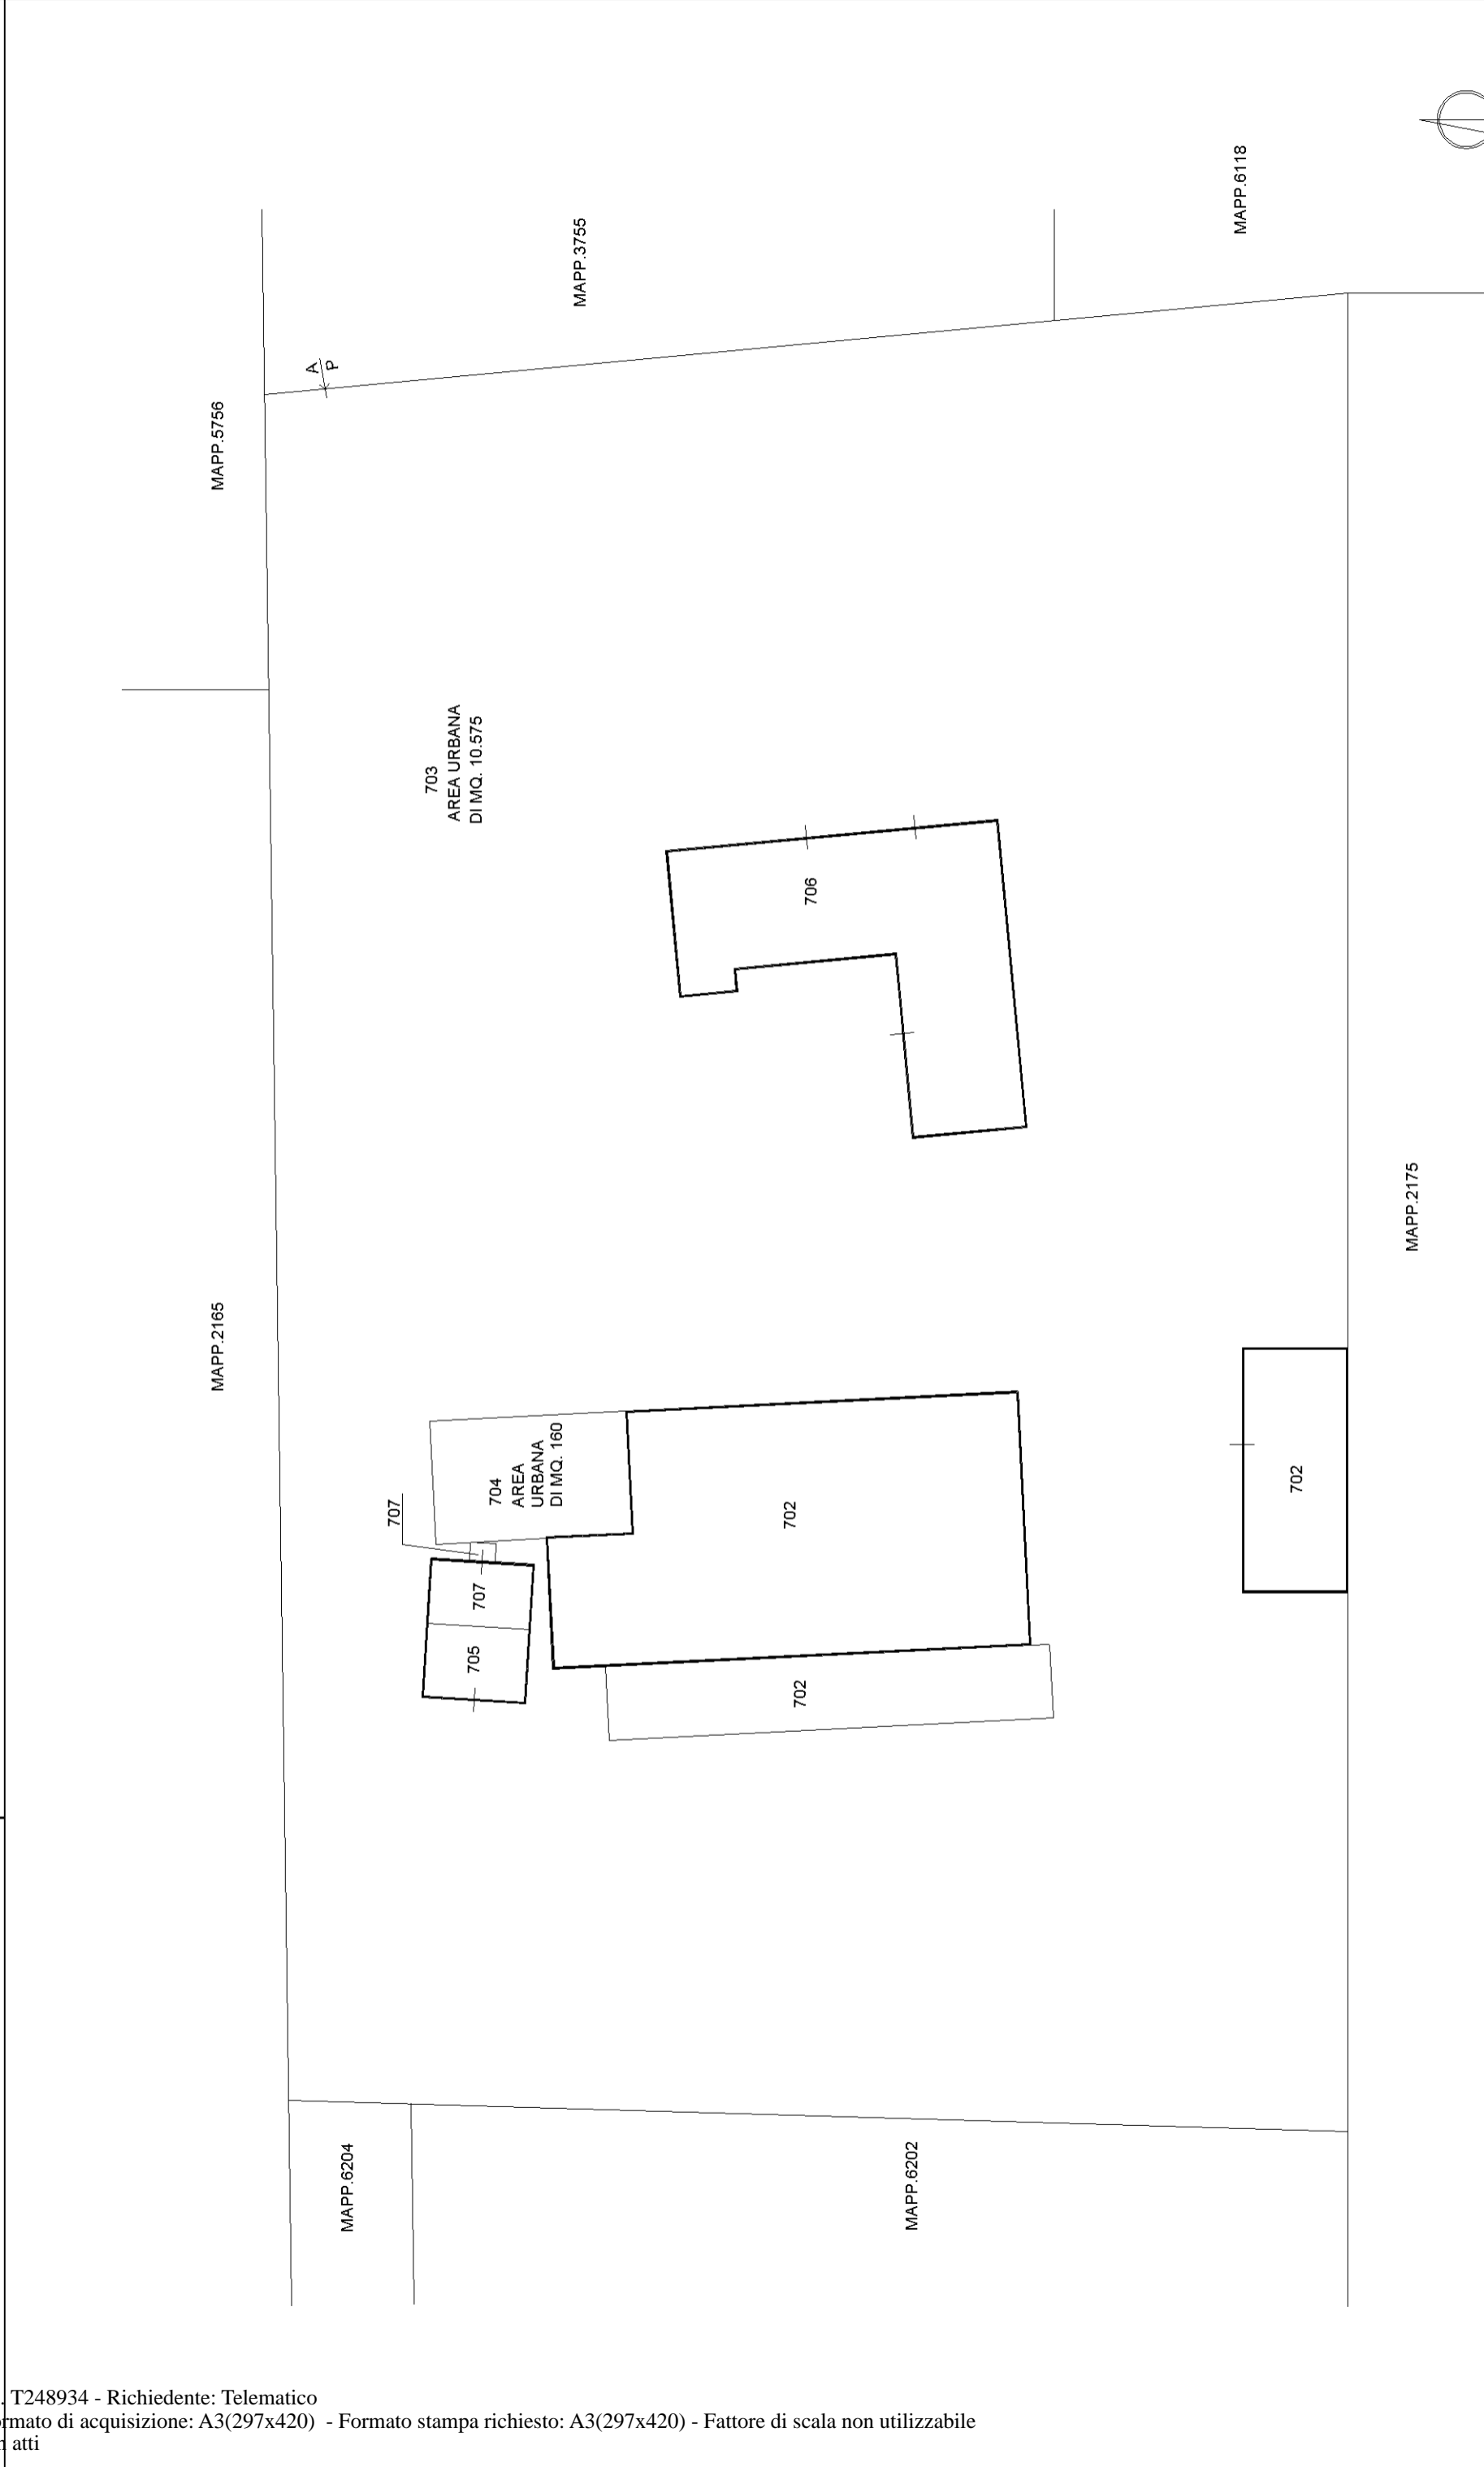 MAPP.6118
MAPP.3755
A
P
MAPP.5756
703
AREA URBANA
DI MQ. 10.575
706
MAPP.2175
MAPP.2165
704
AREA
URBANA
DI MQ. 160
707
702
702
707
705
702
MAPP.6204
MAPP.6202
. T248934 - Richiedente: Telematico
rmato di acquisizione: A3(297x420) - Formato stampa richiesto: A3(297x420) - Fattore di scala non utilizzabile
atti